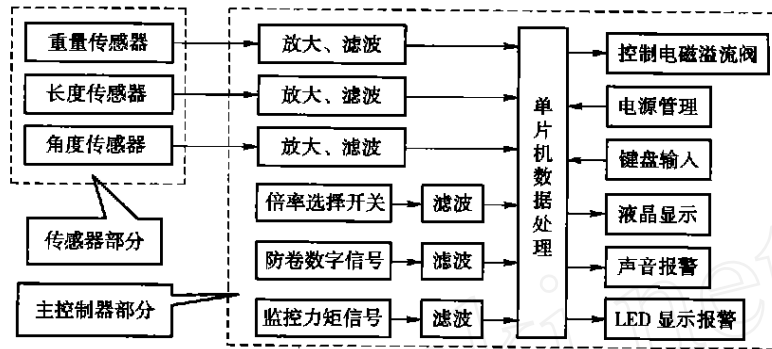 重量传感器
放大、滤波
控制电磁溢流阀
长度传感器
放大、滤波
电源管理
角度传感器
放大、滤波
键盘输入
单片机数据处理
倍率选择开关
滤波
液晶显示
传感器部分
防卷数字信号
滤波
声音报警
主控制器部分
监控力矩信号
滤波
LED 显示报警